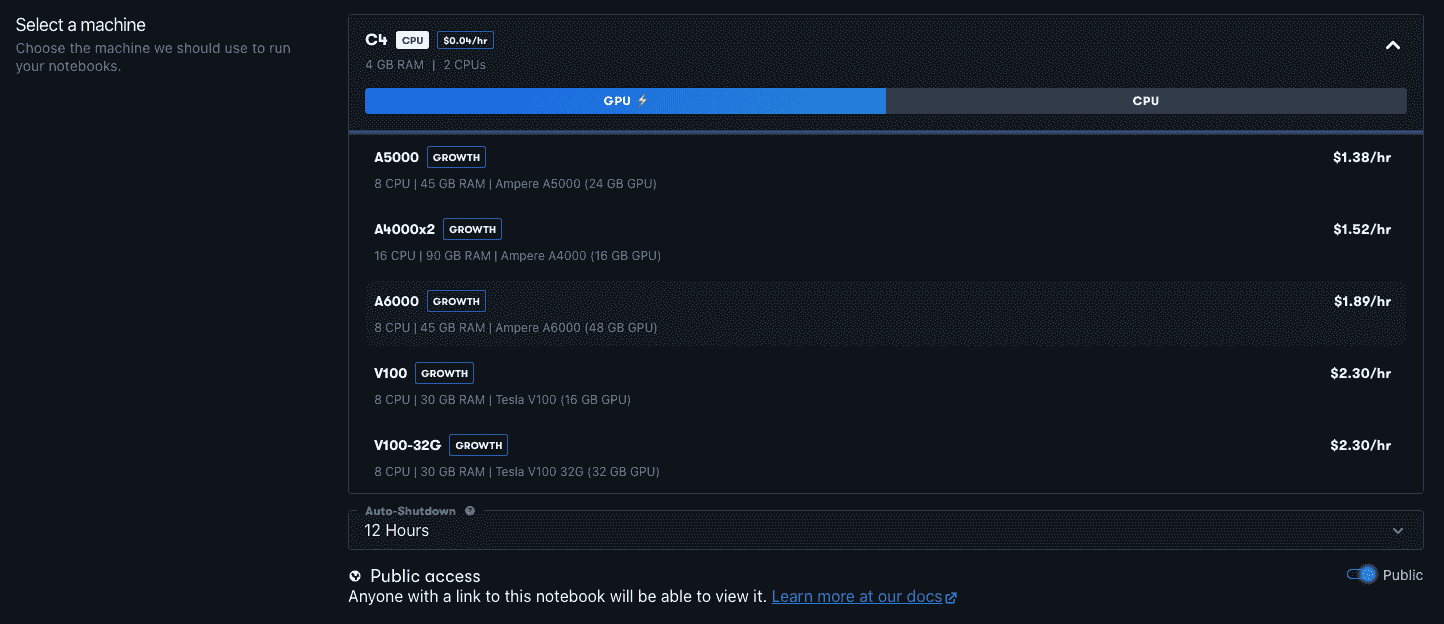 Select a machine
Choose the machine we should use to run
your notebooks.
C4 CPU $0.04/hr
4 GB RAM | 2 CPUs
GPU ⚡ CPU
A5000 GROWTH $1.38/hr
8 CPU | 45 GB RAM | Ampere A5000 (24 GB GPU)
A4000x2 GROWTH $1.52/hr
16 CPU | 90 GB RAM | Ampere A4000 (16 GB GPU)
A6000 GROWTH $1.89/hr
8 CPU | 45 GB RAM | Ampere A6000 (48 GB GPU)
V100 GROWTH $2.30/hr
8 CPU | 30 GB RAM | Tesla V100 (16 GB GPU)
V100-32G GROWTH $2.30/hr
8 CPU | 30 GB RAM | Tesla V100 32G (32 GB GPU)
Auto-Shutdown ?
12 Hours
Public access Public
Anyone with a link to this notebook will be able to view it. Learn more at our docs